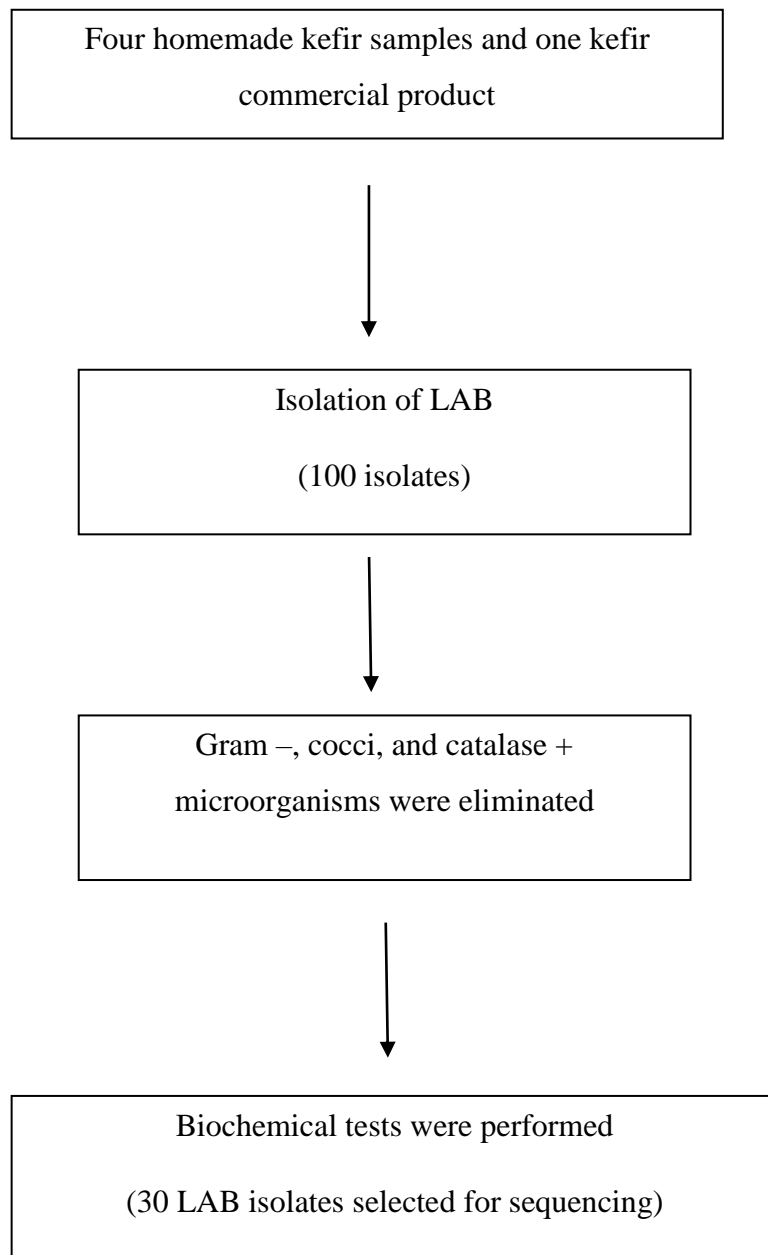 Four homemade kefir samples and one kefir
commercial product
Isolation of LAB
(100 isolates)
Gram –, cocci, and catalase +
microorganisms were eliminated
Biochemical tests were performed
(30 LAB isolates selected for sequencing)